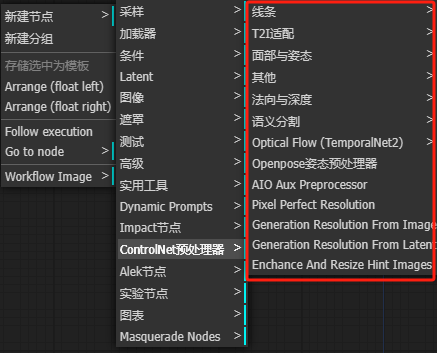 新建节点 >
新建分组
存储选中为模板
Arrange (float left)
Arrange (float right)
Follow execution
Go to node >
Workflow Image >
采样 >
加载器 >
条件 >
Latent >
图像 >
遮罩 >
测试 >
高级 >
实用工具 >
Dynamic Prompts >
Impact节点 >
ControlNet预处理器 >
Alek节点 >
实验节点 >
图表 >
Masquerade Nodes >
线条 >
T2I适配 >
面部与姿态 >
其他 >
法向与深度 >
语义分割 >
Optical Flow (TemporalNet2) >
Openpose姿态预处理器
AIO Aux Preprocessor
Pixel Perfect Resolution
Generation Resolution From Image
Generation Resolution From Latent
Enchance And Resize Hint Images